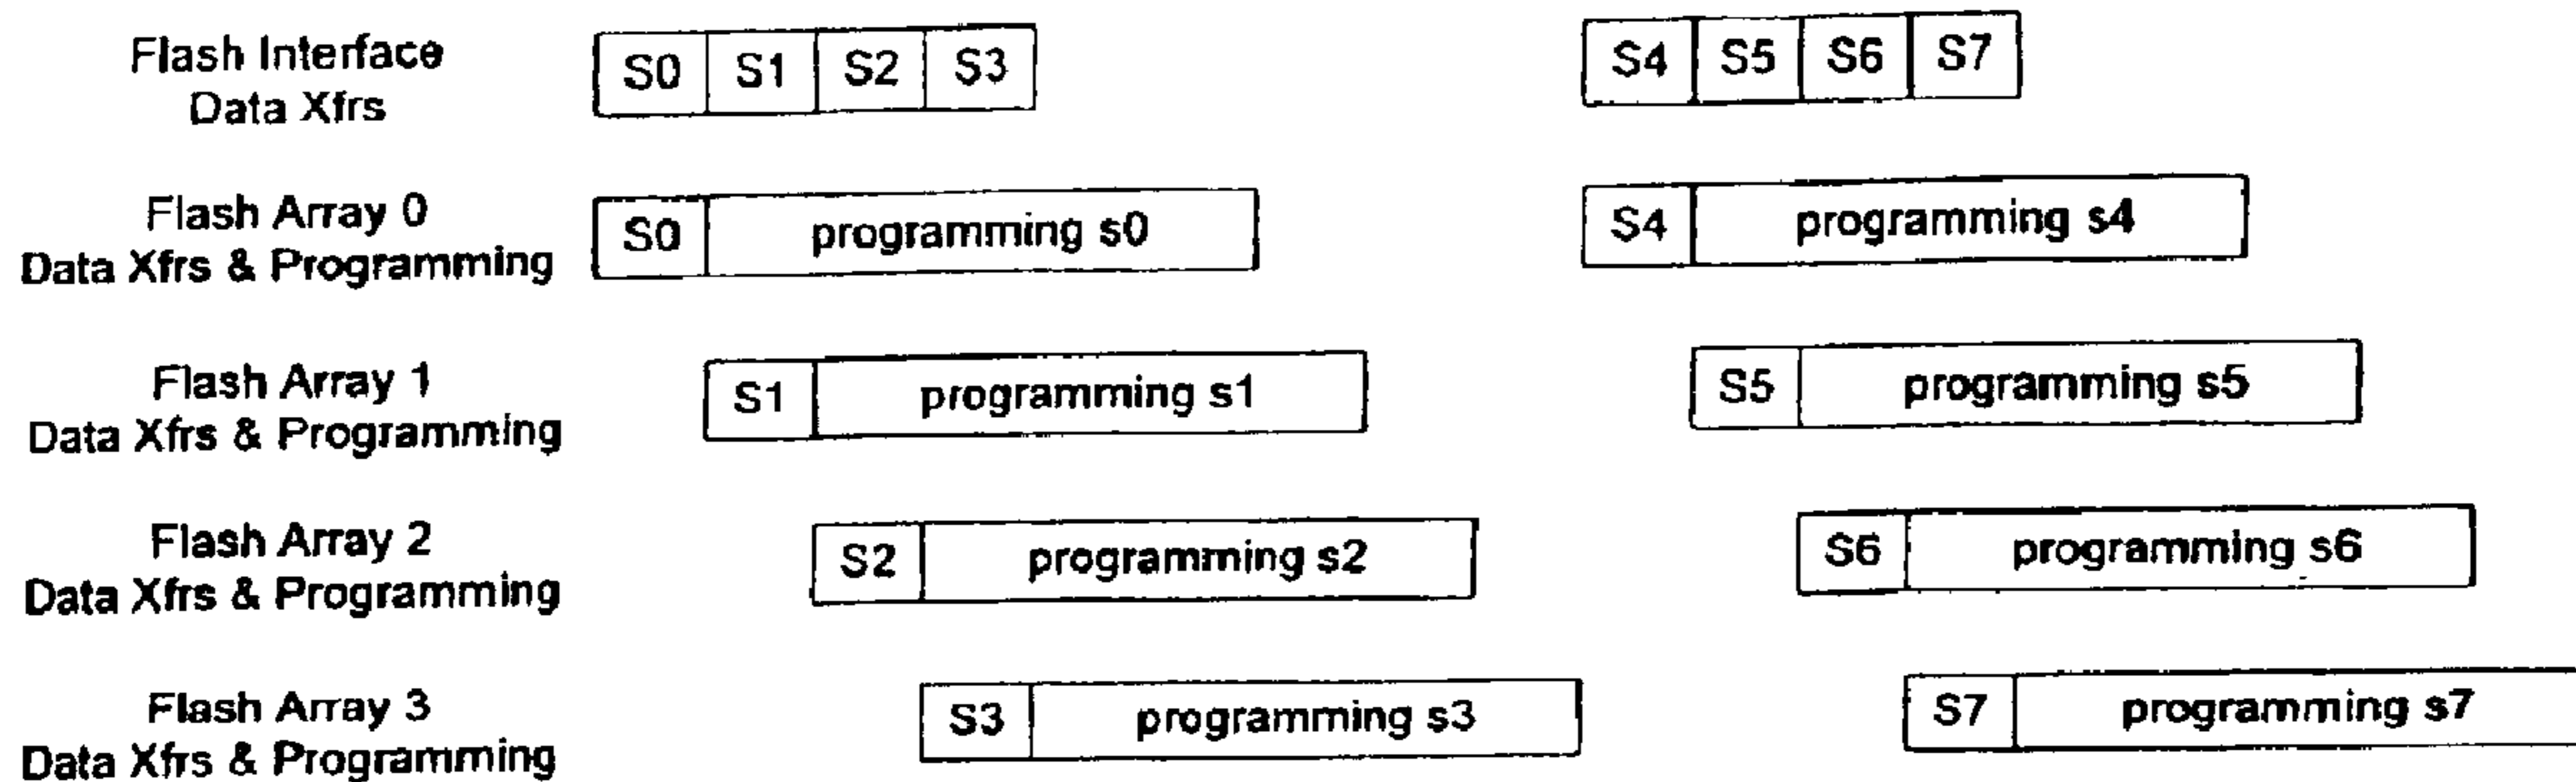 Flash Interface
Data Xfrs
S0 S1 S2 S3 S4 S5 S6 S7
Flash Array 0
Data Xfrs & Programming
S0 programming s0 S4 programming s4
Flash Array 1
Data Xfrs & Programming
S1 programming s1 S5 programming s5
Flash Array 2
Data Xfrs & Programming
S2 programming s2 S6 programming s6
Flash Array 3
Data Xfrs & Programming
S3 programming s3 S7 programming s7